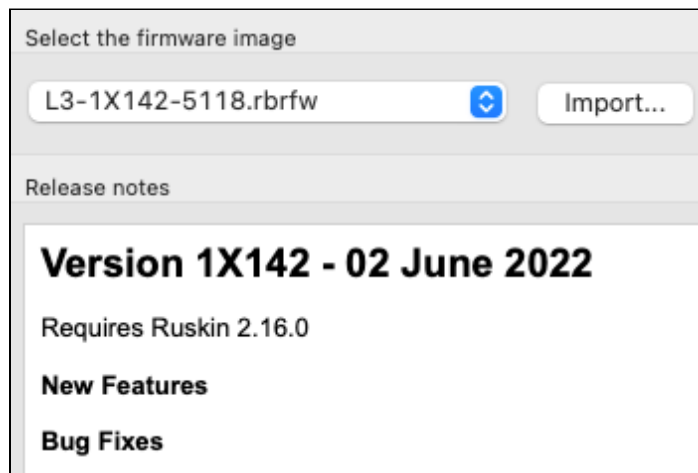 Select the firmware image
L3-1X142-5118.rbrfw
Import...
Release notes
Version 1X142 - 02 June 2022
Requires Ruskin 2.16.0
New Features
Bug Fixes